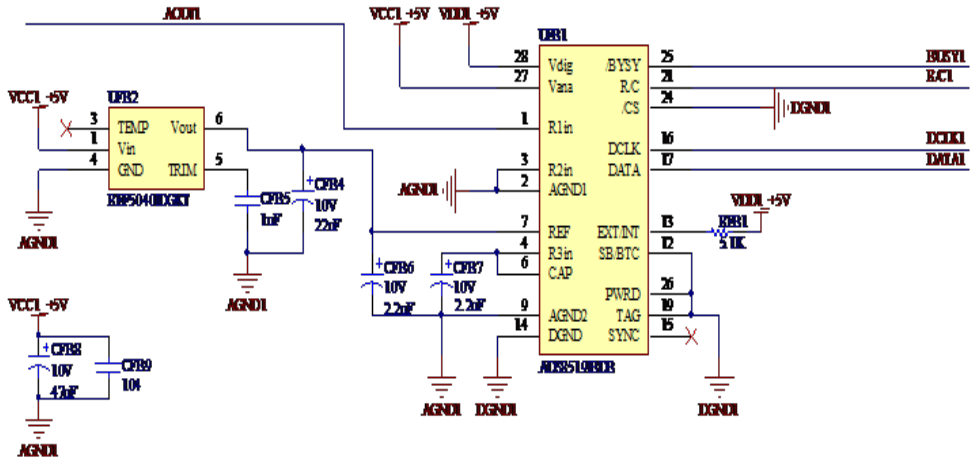 VCC1 +5V VDD1 +5V
UFB1
28 Vdig /BYSY 25 BUSY1
27 Vana R/C 21 R/C1
/CS 24 DGND1
VCC1 +5V
UFB2
3 TEMP Vout 6
1 Vin
4 GND TRIM 5
AGND1
1 R1in
DCLK 16 DCLK1
3 R2in DATA 17 DATA1
AGND1
2 AGND1
CFB4
10V
22uF
CFB5
1uF
AGND1
7 REF EXT/INT 13
VDD1 +5V
5.1K
4 R3in SB/BTC 12
6 CAP
CFB6
10V
2.2uF
CFB7
10V
2.2uF
PWRD 26
9 AGND2 TAG 19
14 DGND SYNC 15
AGND1
DGND1
DGND1
VCC1 +5V
CFB8
10V
47uF
CFB9
104
AGND1